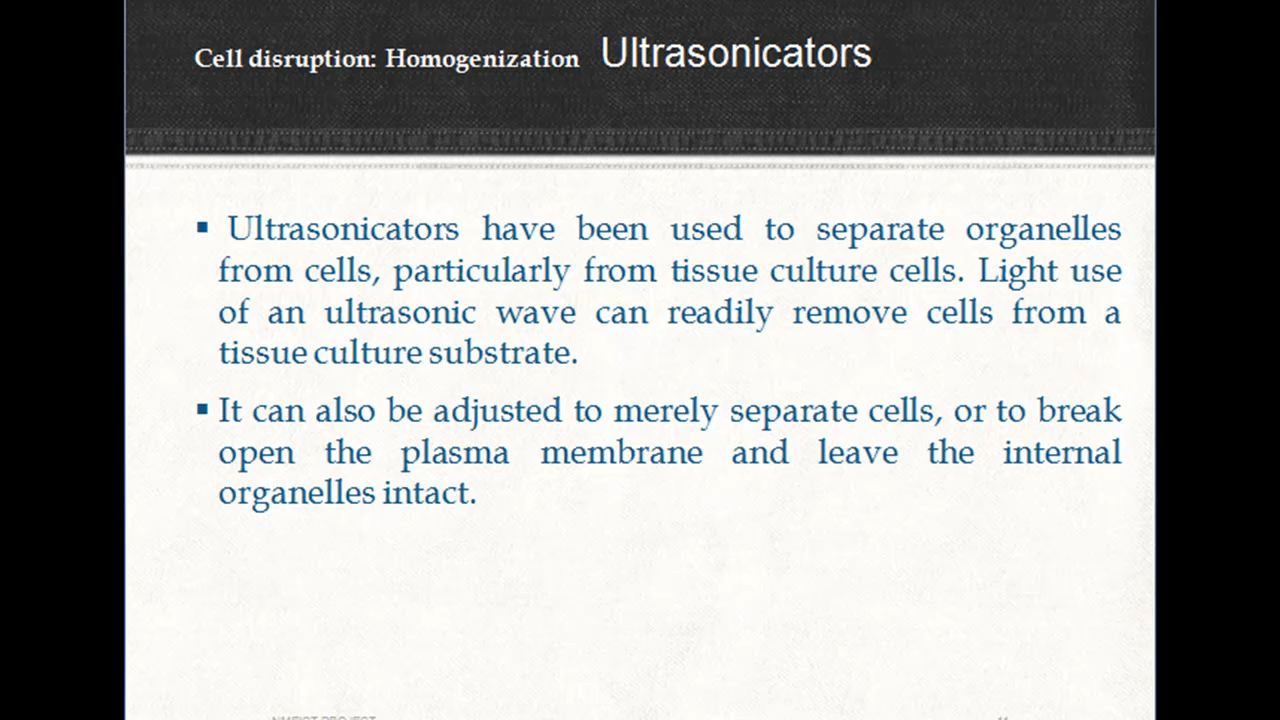 Cell disruption: Homogenization Ultrasonicators
▪ Ultrasonicators have been used to separate organelles
from cells, particularly from tissue culture cells. Light use
of an ultrasonic wave can readily remove cells from a
tissue culture substrate.
▪ It can also be adjusted to merely separate cells, or to break
open the plasma membrane and leave the internal
organelles intact.